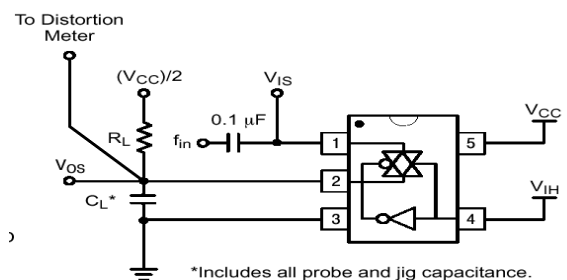 To Distortion
Meter
(VCC)/2
VIS
0.1 μF
VCC
RL
fin
1
5
VOS
2
VIH
CL*
3
4
*Includes all probe and jig capacitance.